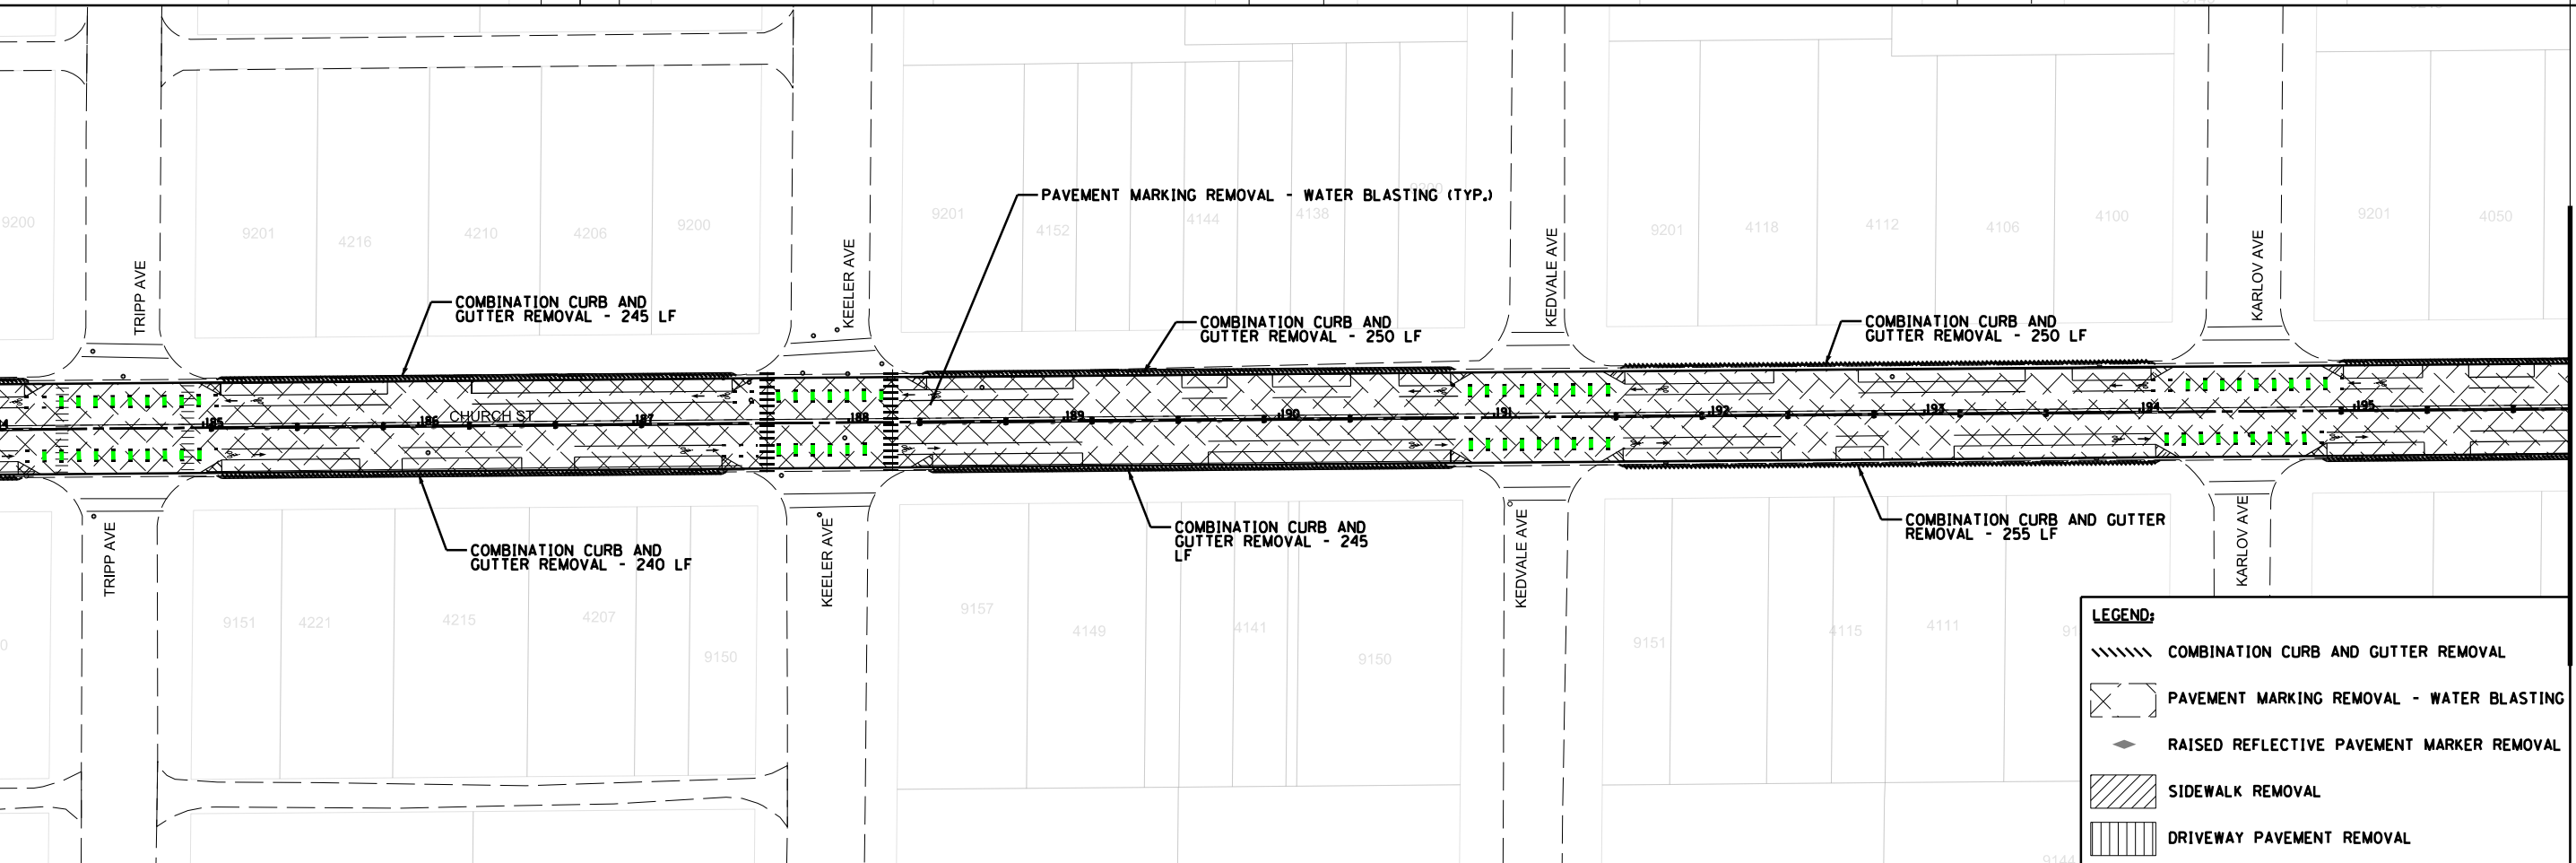 9200
9201
4216
4210
4206
9200
9201
4152
4144
4138
9201
4118
4112
4106
4100
9201
4050
PAVEMENT MARKING REMOVAL - WATER BLASTING (TYP.)
TRIPP AVE
KEELER AVE
KEDVALE AVE
KARLOV AVE
COMBINATION CURB AND
GUTTER REMOVAL - 245 LF
COMBINATION CURB AND
GUTTER REMOVAL - 250 LF
COMBINATION CURB AND
GUTTER REMOVAL - 250 LF
185
186
CHURCH ST
187
188
189
190
191
192
193
194
195
COMBINATION CURB AND
GUTTER REMOVAL - 240 LF
COMBINATION CURB AND
GUTTER REMOVAL - 245
LF
COMBINATION CURB AND GUTTER
REMOVAL - 255 LF
TRIPP AVE
KEELER AVE
KEDVALE AVE
KARLOV AVE
9151
4221
4215
4207
9150
9157
4149
4141
9150
9151
4115
4111
9144
LEGEND:
COMBINATION CURB AND GUTTER REMOVAL
PAVEMENT MARKING REMOVAL - WATER BLASTING
RAISED REFLECTIVE PAVEMENT MARKER REMOVAL
SIDEWALK REMOVAL
DRIVEWAY PAVEMENT REMOVAL